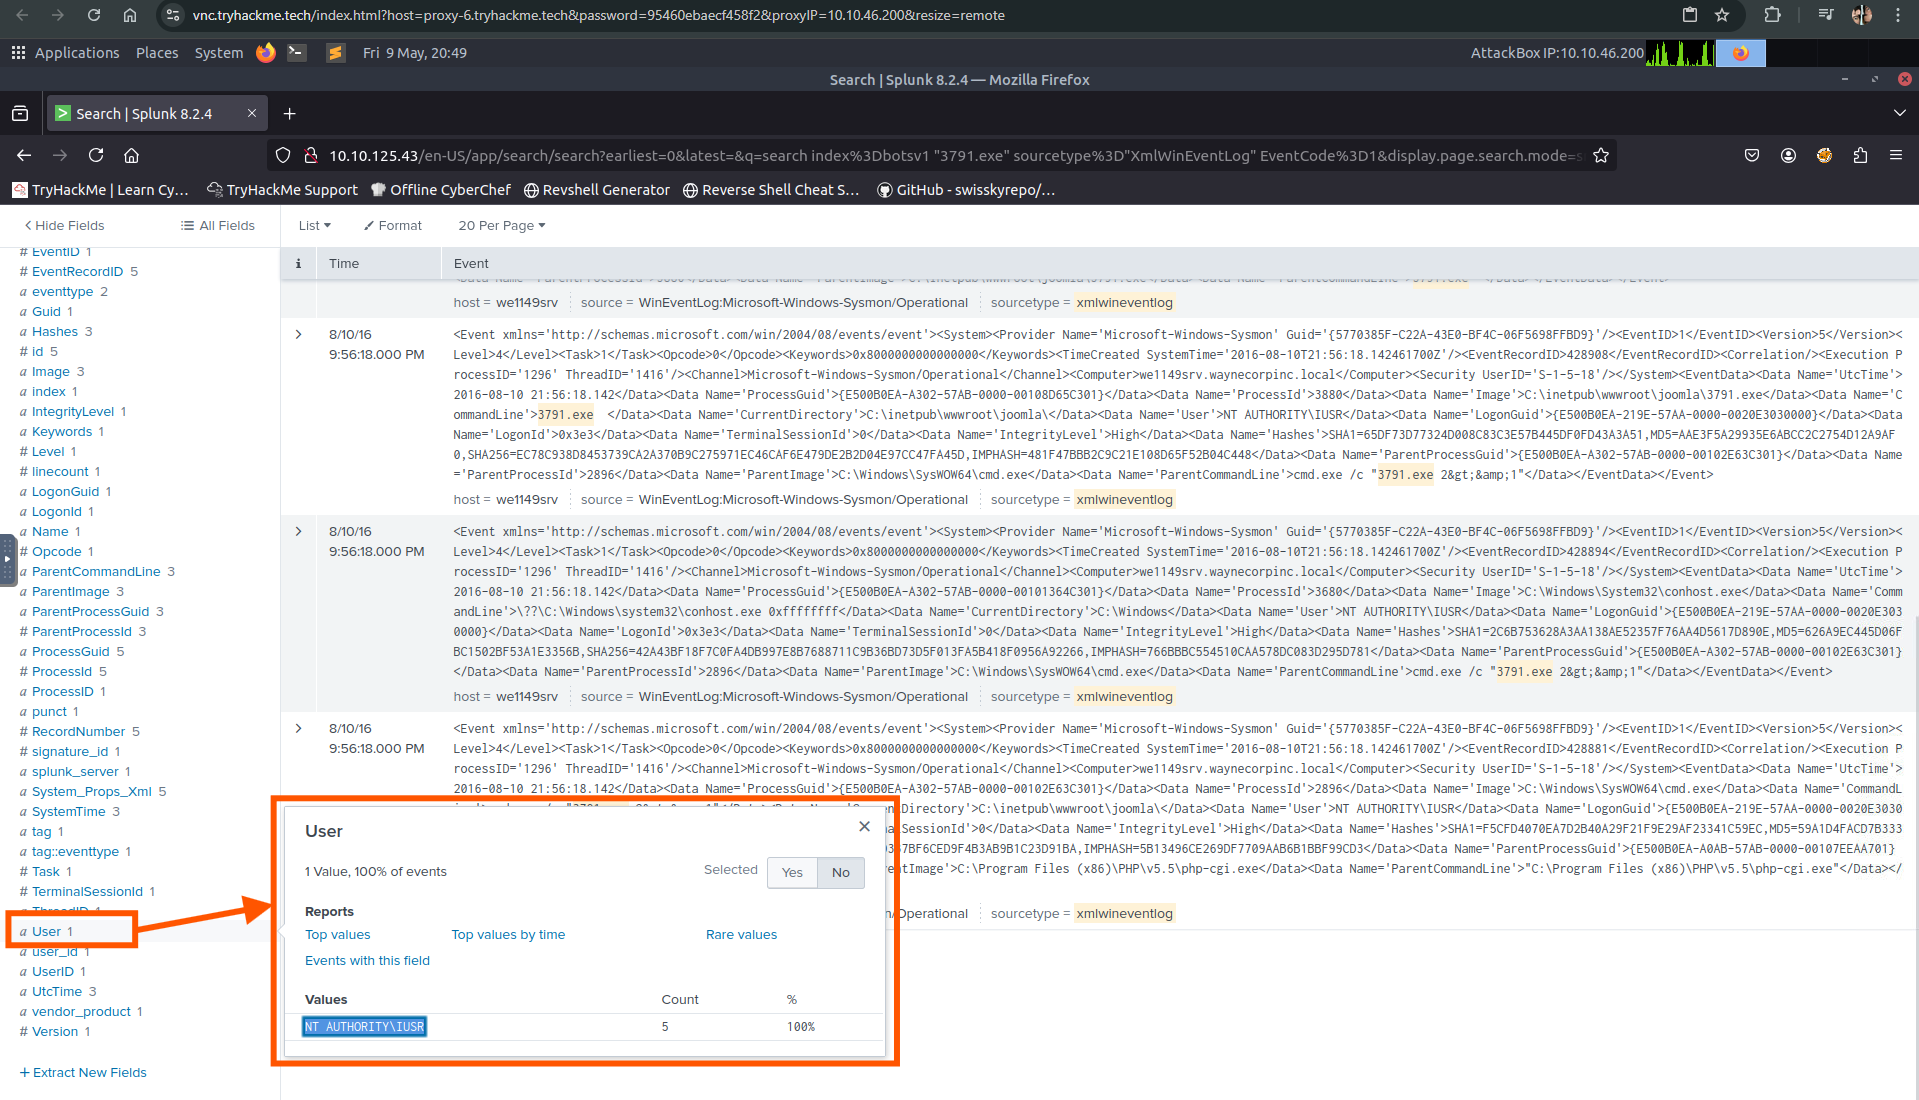 vnc.tryhackme.tech/index.html?host=proxy-6.tryhackme.tech&password=95460ebaecf458f2&proxyIP=10.10.46.200&resize=remote
Applications Places System Fri 9 May, 20:49 AttackBox IP:10.10.46.200
Search | Splunk 8.2.4 — Mozilla Firefox
Search | Splunk 8.2.4
10.10.125.43/en-US/app/search/search?earliest=0&latest=&q=search index%3Dbotsv1 "3791.exe" sourcetype%3D"XmlWinEventLog" EventCode%3D1&display.page.search.mode=s
TryHackMe | Learn Cy… TryHackMe Support Offline CyberChef Revshell Generator Reverse Shell Cheat S… GitHub - swisskyrepo/…
Hide Fields All Fields List Format 20 Per Page
i Time Event
# EventID 1
# EventRecordID 5
a eventtype 2
a Guid 1
a Hashes 3
# id 5
a Image 3
a index 1
a IntegrityLevel 1
a Keywords 1
# Level 1
# linecount 1
a LogonGuid 1
a LogonId 1
a Name 1
# Opcode 1
a ParentCommandLine 3
a ParentImage 3
a ParentProcessGuid 3
# ParentProcessId 3
a ProcessGuid 5
# ProcessId 5
a ProcessID 1
a punct 1
# RecordNumber 5
# signature_id 1
a splunk_server 1
a System_Props_Xml 5
a SystemTime 3
a tag 1
a tag::eventtype 1
# Task 1
# TerminalSessionId 1
a ThreadID 1
a User 1
a user_id 1
a UserID 1
a UtcTime 3
a vendor_product 1
# Version 1
+ Extract New Fields
host = we1149srv source = WinEventLog:Microsoft-Windows-Sysmon/Operational sourcetype = xmlwineventlog
8/10/16
9:56:18.000 PM
<Event xmlns='http://schemas.microsoft.com/win/2004/08/events/event'><System><Provider Name='Microsoft-Windows-Sysmon' Guid='{5770385F-C22A-43E0-BF4C-06F5698FFBD9}'/><EventID>1</EventID><Version>5</Version><
Level>4</Level><Task>1</Task><Opcode>0</Opcode><Keywords>0x8000000000000000</Keywords><TimeCreated SystemTime='2016-08-10T21:56:18.142461700Z'/><EventRecordID>428908</EventRecordID><Correlation/><Execution P
rocessID='1296' ThreadID='1416'/><Channel>Microsoft-Windows-Sysmon/Operational</Channel><Computer>we1149srv.waynecorpinc.local</Computer><Security UserID='S-1-5-18'/></System><EventData><Data Name='UtcTime'>
2016-08-10 21:56:18.142</Data><Data Name='ProcessGuid'>{E500B0EA-A302-57AB-0000-00108D65C301}</Data><Data Name='ProcessId'>3880</Data><Data Name='Image'>C:\inetpub\wwwroot\joomla\3791.exe</Data><Data Name='C
ommandLine'>3791.exe  </Data><Data Name='CurrentDirectory'>C:\inetpub\wwwroot\joomla\</Data><Data Name='User'>NT AUTHORITY\IUSR</Data><Data Name='LogonGuid'>{E500B0EA-219E-57AA-0000-0020E3030000}</Data><Data
Name='LogonId'>0x3e3</Data><Data Name='TerminalSessionId'>0</Data><Data Name='IntegrityLevel'>High</Data><Data Name='Hashes'>SHA1=65DF73D77324D008C83C3E57B445DF0FD43A3A51,MD5=AAE3F5A29935E6ABCC2C2754D12A9AF
0,SHA256=EC78C938D8453739CA2A370B9C275971EC46CAF6E479DE2B2D04E97CC47FA45D,IMPHASH=481F47BBB2C9C21E108D65F52B04C448</Data><Data Name='ParentProcessGuid'>{E500B0EA-A302-57AB-0000-00102E63C301}</Data><Data Name
='ParentProcessId'>2896</Data><Data Name='ParentImage'>C:\Windows\SysWOW64\cmd.exe</Data><Data Name='ParentCommandLine'>cmd.exe /c "3791.exe 2&gt;&amp;1"</Data></EventData></Event>
host = we1149srv source = WinEventLog:Microsoft-Windows-Sysmon/Operational sourcetype = xmlwineventlog
8/10/16
9:56:18.000 PM
<Event xmlns='http://schemas.microsoft.com/win/2004/08/events/event'><System><Provider Name='Microsoft-Windows-Sysmon' Guid='{5770385F-C22A-43E0-BF4C-06F5698FFBD9}'/><EventID>1</EventID><Version>5</Version><
Level>4</Level><Task>1</Task><Opcode>0</Opcode><Keywords>0x8000000000000000</Keywords><TimeCreated SystemTime='2016-08-10T21:56:18.142461700Z'/><EventRecordID>428894</EventRecordID><Correlation/><Execution P
rocessID='1296' ThreadID='1416'/><Channel>Microsoft-Windows-Sysmon/Operational</Channel><Computer>we1149srv.waynecorpinc.local</Computer><Security UserID='S-1-5-18'/></System><EventData><Data Name='UtcTime'>
2016-08-10 21:56:18.142</Data><Data Name='ProcessGuid'>{E500B0EA-A302-57AB-0000-00101364C301}</Data><Data Name='ProcessId'>3680</Data><Data Name='Image'>C:\Windows\System32\conhost.exe</Data><Data Name='Comm
andLine'>\??\C:\Windows\system32\conhost.exe 0xffffffff</Data><Data Name='CurrentDirectory'>C:\Windows</Data><Data Name='User'>NT AUTHORITY\IUSR</Data><Data Name='LogonGuid'>{E500B0EA-219E-57AA-0000-0020E303
0000}</Data><Data Name='LogonId'>0x3e3</Data><Data Name='TerminalSessionId'>0</Data><Data Name='IntegrityLevel'>High</Data><Data Name='Hashes'>SHA1=2C6B753628A3AA138AE52357F76AA4D5617D890E,MD5=626A9EC445D06F
BC1502BF53A1E3356B,SHA256=42A43BF18F7C0FA4DB997E8B7688711C9B36BD73D5F013FA5B418F0956A92266,IMPHASH=766BBBC554510CAA578DC083D295D781</Data><Data Name='ParentProcessGuid'>{E500B0EA-A302-57AB-0000-00102E63C301}
</Data><Data Name='ParentProcessId'>2896</Data><Data Name='ParentImage'>C:\Windows\SysWOW64\cmd.exe</Data><Data Name='ParentCommandLine'>cmd.exe /c "3791.exe 2&gt;&amp;1"</Data></EventData></Event>
host = we1149srv source = WinEventLog:Microsoft-Windows-Sysmon/Operational sourcetype = xmlwineventlog
8/10/16
9:56:18.000 PM
<Event xmlns='http://schemas.microsoft.com/win/2004/08/events/event'><System><Provider Name='Microsoft-Windows-Sysmon' Guid='{5770385F-C22A-43E0-BF4C-06F5698FFBD9}'/><EventID>1</EventID><Version>5</Version><
Level>4</Level><Task>1</Task><Opcode>0</Opcode><Keywords>0x8000000000000000</Keywords><TimeCreated SystemTime='2016-08-10T21:56:18.142461700Z'/><EventRecordID>428881</EventRecordID><Correlation/><Execution P
rocessID='1296' ThreadID='1416'/><Channel>Microsoft-Windows-Sysmon/Operational</Channel><Computer>we1149srv.waynecorpinc.local</Computer><Security UserID='S-1-5-18'/></System><EventData><Data Name='UtcTime'>
2016-08-10 21:56:18.142</Data><Data Name='ProcessGuid'>{E500B0EA-A302-57AB-0000-00102E63C301}</Data><Data Name='ProcessId'>2896</Data><Data Name='Image'>C:\Windows\SysWOW64\cmd.exe</Data><Data Name='CommandL
nDirectory'>C:\inetpub\wwwroot\joomla\</Data><Data Name='User'>NT AUTHORITY\IUSR</Data><Data Name='LogonGuid'>{E500B0EA-219E-57AA-0000-0020E3030
lSessionId'>0</Data><Data Name='IntegrityLevel'>High</Data><Data Name='Hashes'>SHA1=F5CFD4070EA7D2B40A29F21F9E29AF23341C59EC,MD5=59A1D4FACD7B333
357BF6CED9F4B3AB9B1C23D91BA,IMPHASH=5B13496CE269DF7709AAB6B1BBF99CD3</Data><Data Name='ParentProcessGuid'>{E500B0EA-A0AB-57AB-0000-00107EEAA701}
entImage'>C:\Program Files (x86)\PHP\v5.5\php-cgi.exe</Data><Data Name='ParentCommandLine'>"C:\Program Files (x86)\PHP\v5.5\php-cgi.exe"</Data></
n/Operational sourcetype = xmlwineventlog
User
1 Value, 100% of events Selected Yes No
Reports
Top values Top values by time Rare values
Events with this field
Values Count %
NT AUTHORITY\IUSR 5 100%